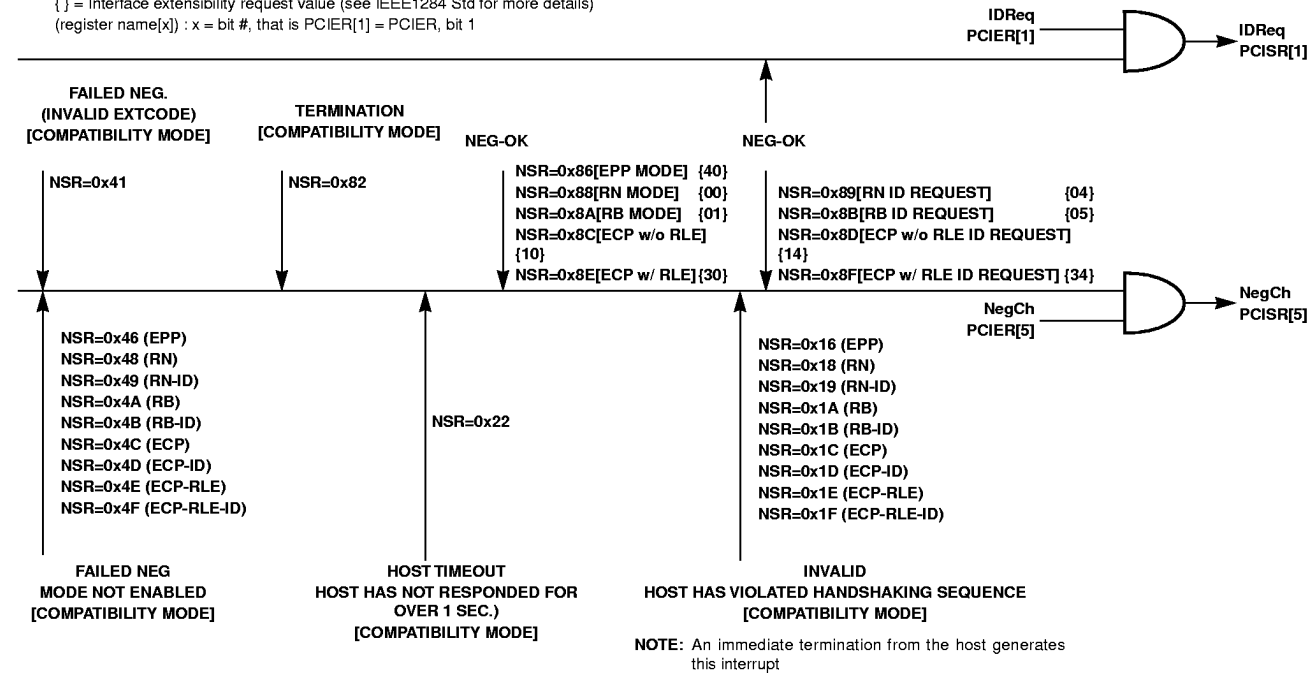 { } = Interface extensibility request value (see IEEE1284 Std for more details)
(register name[x]) : x = bit #, that is PCIER[1] = PCIER, bit 1
IDReq
PCIER[1]
IDReq
PCISR[1]
FAILED NEG.
(INVALID EXTCODE)
[COMPATIBILITY MODE]
TERMINATION
[COMPATIBILITY MODE]
NEG-OK
NEG-OK
NSR=0x41
NSR=0x82
NSR=0x86[EPP MODE] {40}
NSR=0x88[RN MODE] {00}
NSR=0x8A[RB MODE] {01}
NSR=0x8C[ECP w/o RLE]
{10}
NSR=0x8E[ECP w/ RLE]{30}
NSR=0x89[RN ID REQUEST] {04}
NSR=0x8B[RB ID REQUEST] {05}
NSR=0x8D[ECP w/o RLE ID REQUEST]
{14}
NSR=0x8F[ECP w/ RLE ID REQUEST] {34}
NegCh
PCIER[5]
NegCh
PCISR[5]
NSR=0x46 (EPP)
NSR=0x48 (RN)
NSR=0x49 (RN-ID)
NSR=0x4A (RB)
NSR=0x4B (RB-ID)
NSR=0x4C (ECP)
NSR=0x4D (ECP-ID)
NSR=0x4E (ECP-RLE)
NSR=0x4F (ECP-RLE-ID)
NSR=0x22
NSR=0x16 (EPP)
NSR=0x18 (RN)
NSR=0x19 (RN-ID)
NSR=0x1A (RB)
NSR=0x1B (RB-ID)
NSR=0x1C (ECP)
NSR=0x1D (ECP-ID)
NSR=0x1E (ECP-RLE)
NSR=0x1F (ECP-RLE-ID)
FAILED NEG
MODE NOT ENABLED
[COMPATIBILITY MODE]
HOST TIMEOUT
HOST HAS NOT RESPONDED FOR
OVER 1 SEC.)
[COMPATIBILITY MODE]
INVALID
HOST HAS VIOLATED HANDSHAKING SEQUENCE
[COMPATIBILITY MODE]
NOTE: An immediate termination from the host generates
this interrupt